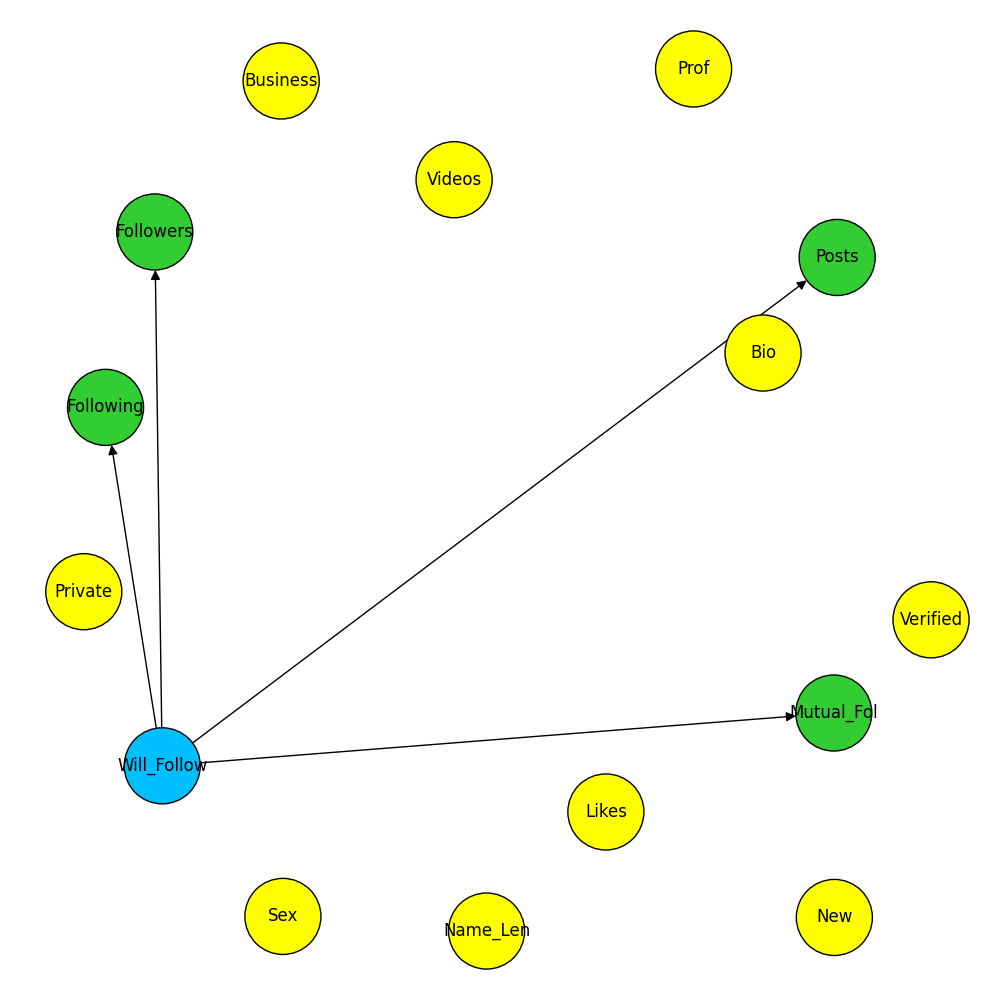 Prof
Business
Videos
Followers
Posts
Bio
Following
Private
Verified
Mutual_Fol
Will_Follow
Likes
Sex
New
Name_Len